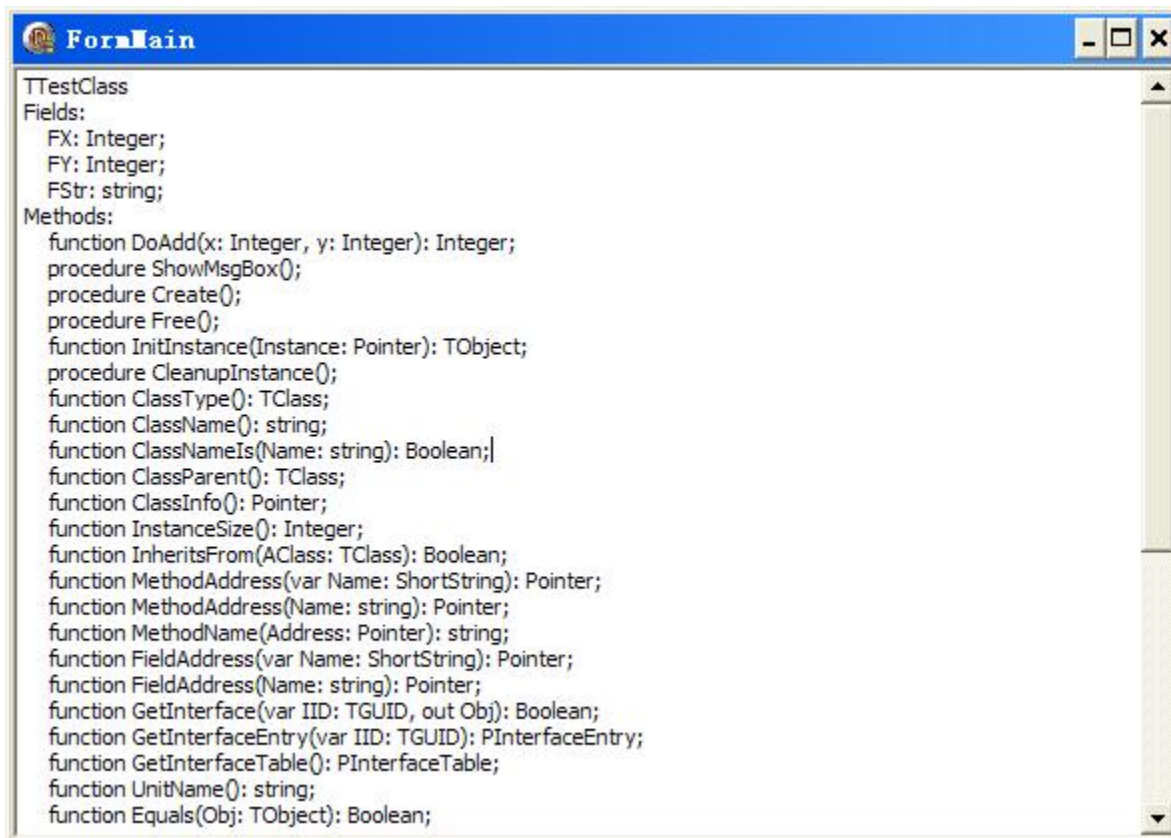 FormMain
TTestClass
Fields:
FX: Integer;
FY: Integer;
FStr: string;
Methods:
function DoAdd(x: Integer, y: Integer): Integer;
procedure ShowMsgBox();
procedure Create();
procedure Free();
function InitInstance(Instance: Pointer): TObject;
procedure CleanupInstance();
function ClassType(): TClass;
function ClassName(): string;
function ClassNameIs(Name: string): Boolean;
function ClassParent(): TClass;
function ClassInfo(): Pointer;
function InstanceSize(): Integer;
function InheritsFrom(AClass: TClass): Boolean;
function MethodAddress(var Name: ShortString): Pointer;
function MethodAddress(Name: string): Pointer;
function MethodName(Address: Pointer): string;
function FieldAddress(var Name: ShortString): Pointer;
function FieldAddress(Name: string): Pointer;
function GetInterface(var IID: TGUID, out Obj): Boolean;
function GetInterfaceEntry(var IID: TGUID): PInterfaceEntry;
function GetInterfaceTable(): PInterfaceTable;
function UnitName(): string;
function Equals(Obj: TObject): Boolean;